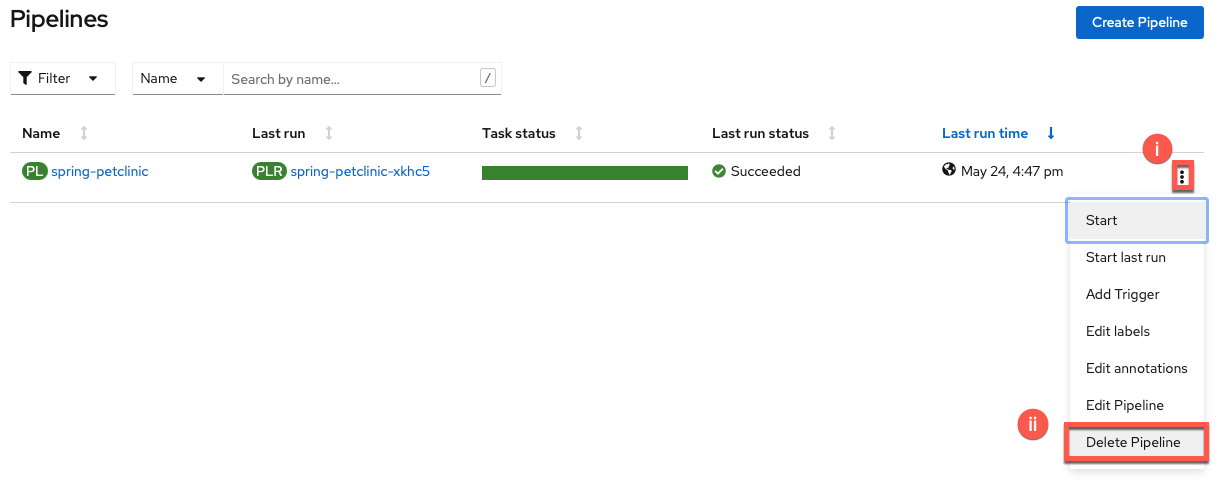 Pipelines
Create Pipeline
Filter Name Search by name... /
Name Last run Task status Last run status Last run time
i
PL spring-petclinic PLR spring-petclinic-xkhc5 Succeeded May 24, 4:47 pm
Start
Start last run
Add Trigger
Edit labels
Edit annotations
Edit Pipeline
ii
Delete Pipeline